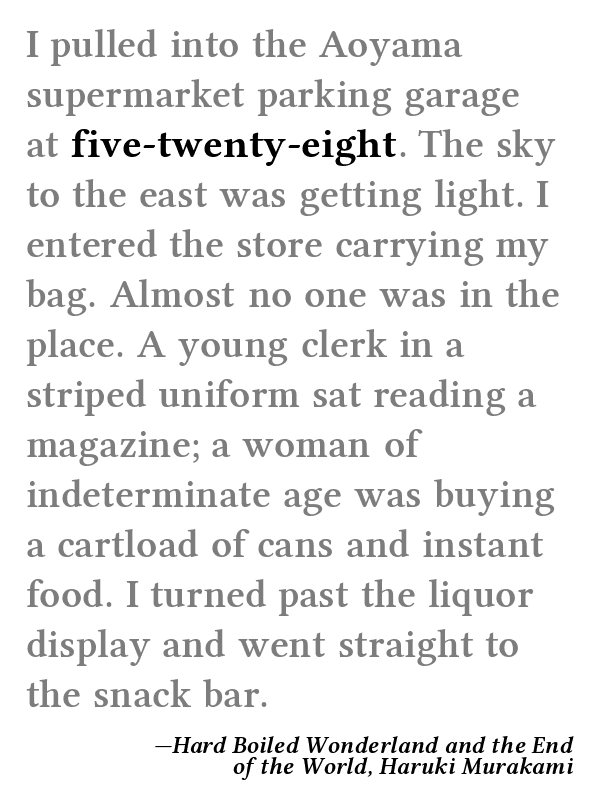 I pulled into the Aoyama
supermarket parking garage
at five-twenty-eight. The sky
to the east was getting light. I
entered the store carrying my
bag. Almost no one was in the
place. A young clerk in a
striped uniform sat reading a
magazine; a woman of
indeterminate age was buying
a cartload of cans and instant
food. I turned past the liquor
display and went straight to
the snack bar.
—Hard Boiled Wonderland and the End
of the World, Haruki Murakami